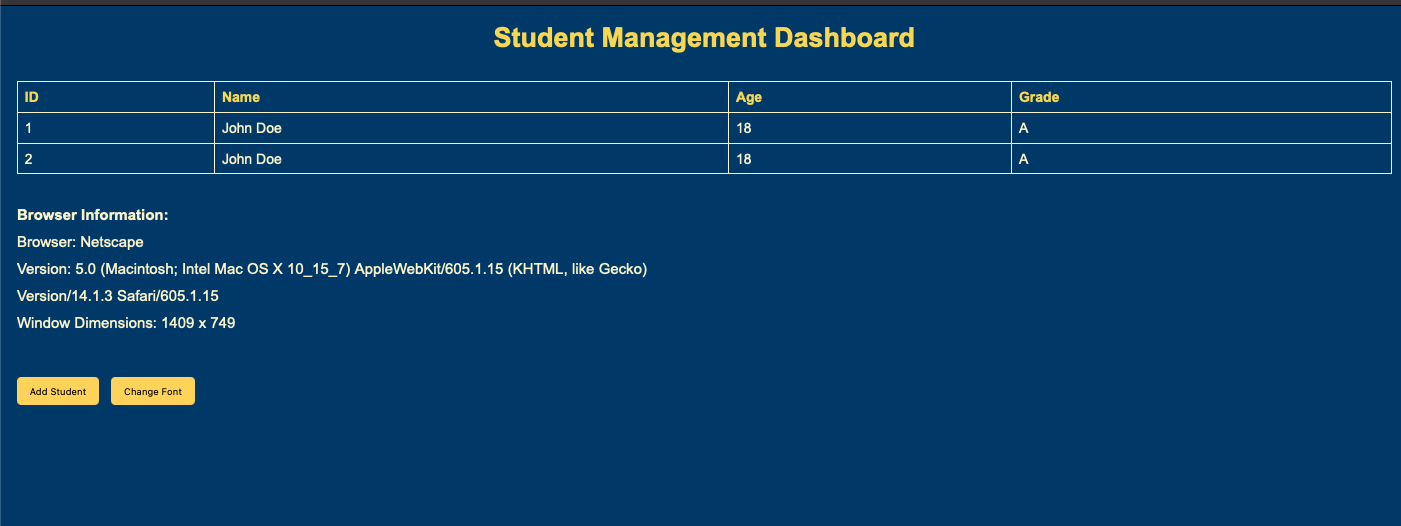 Student Management Dashboard
ID Name Age Grade
1 John Doe 18 A
2 John Doe 18 A
Browser Information:
Browser: Netscape
Version: 5.0 (Macintosh; Intel Mac OS X 10_15_7) AppleWebKit/605.1.15 (KHTML, like Gecko)
Version/14.1.3 Safari/605.1.15
Window Dimensions: 1409 x 749
Add Student Change Font